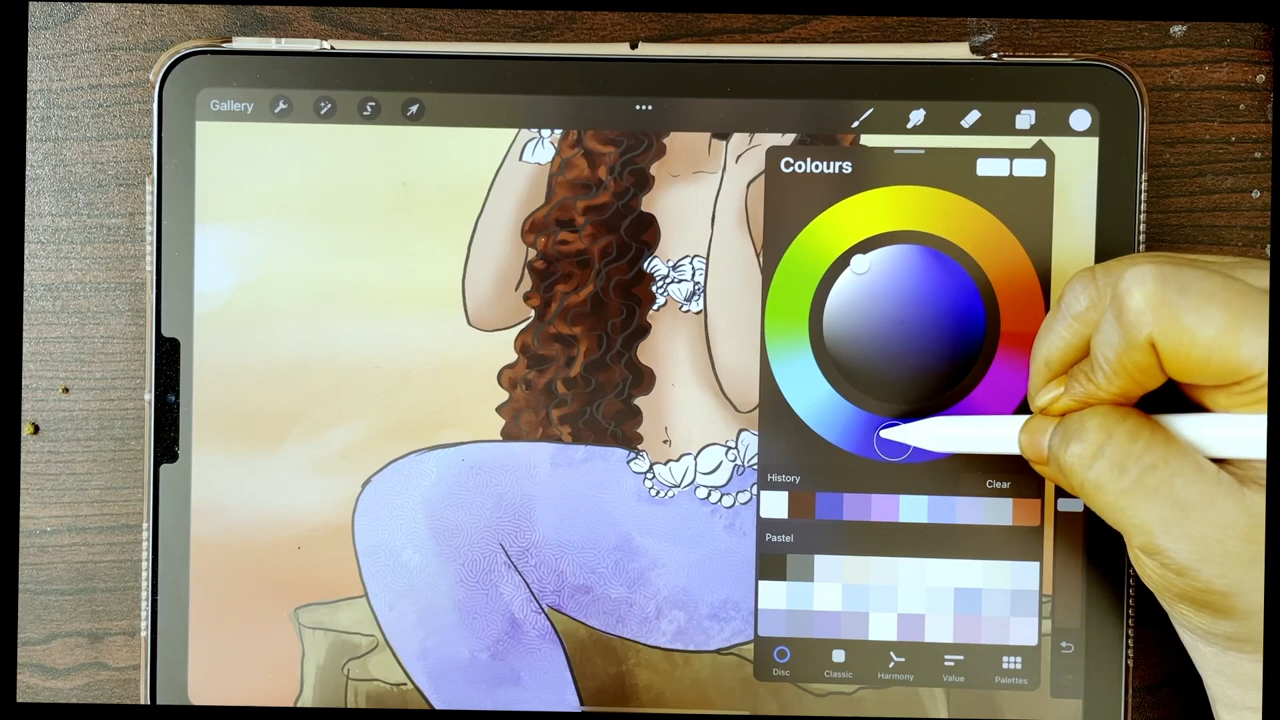 Gallery
Colours
History Clear
Pastel
Disc Classic Harmony Value Palettes